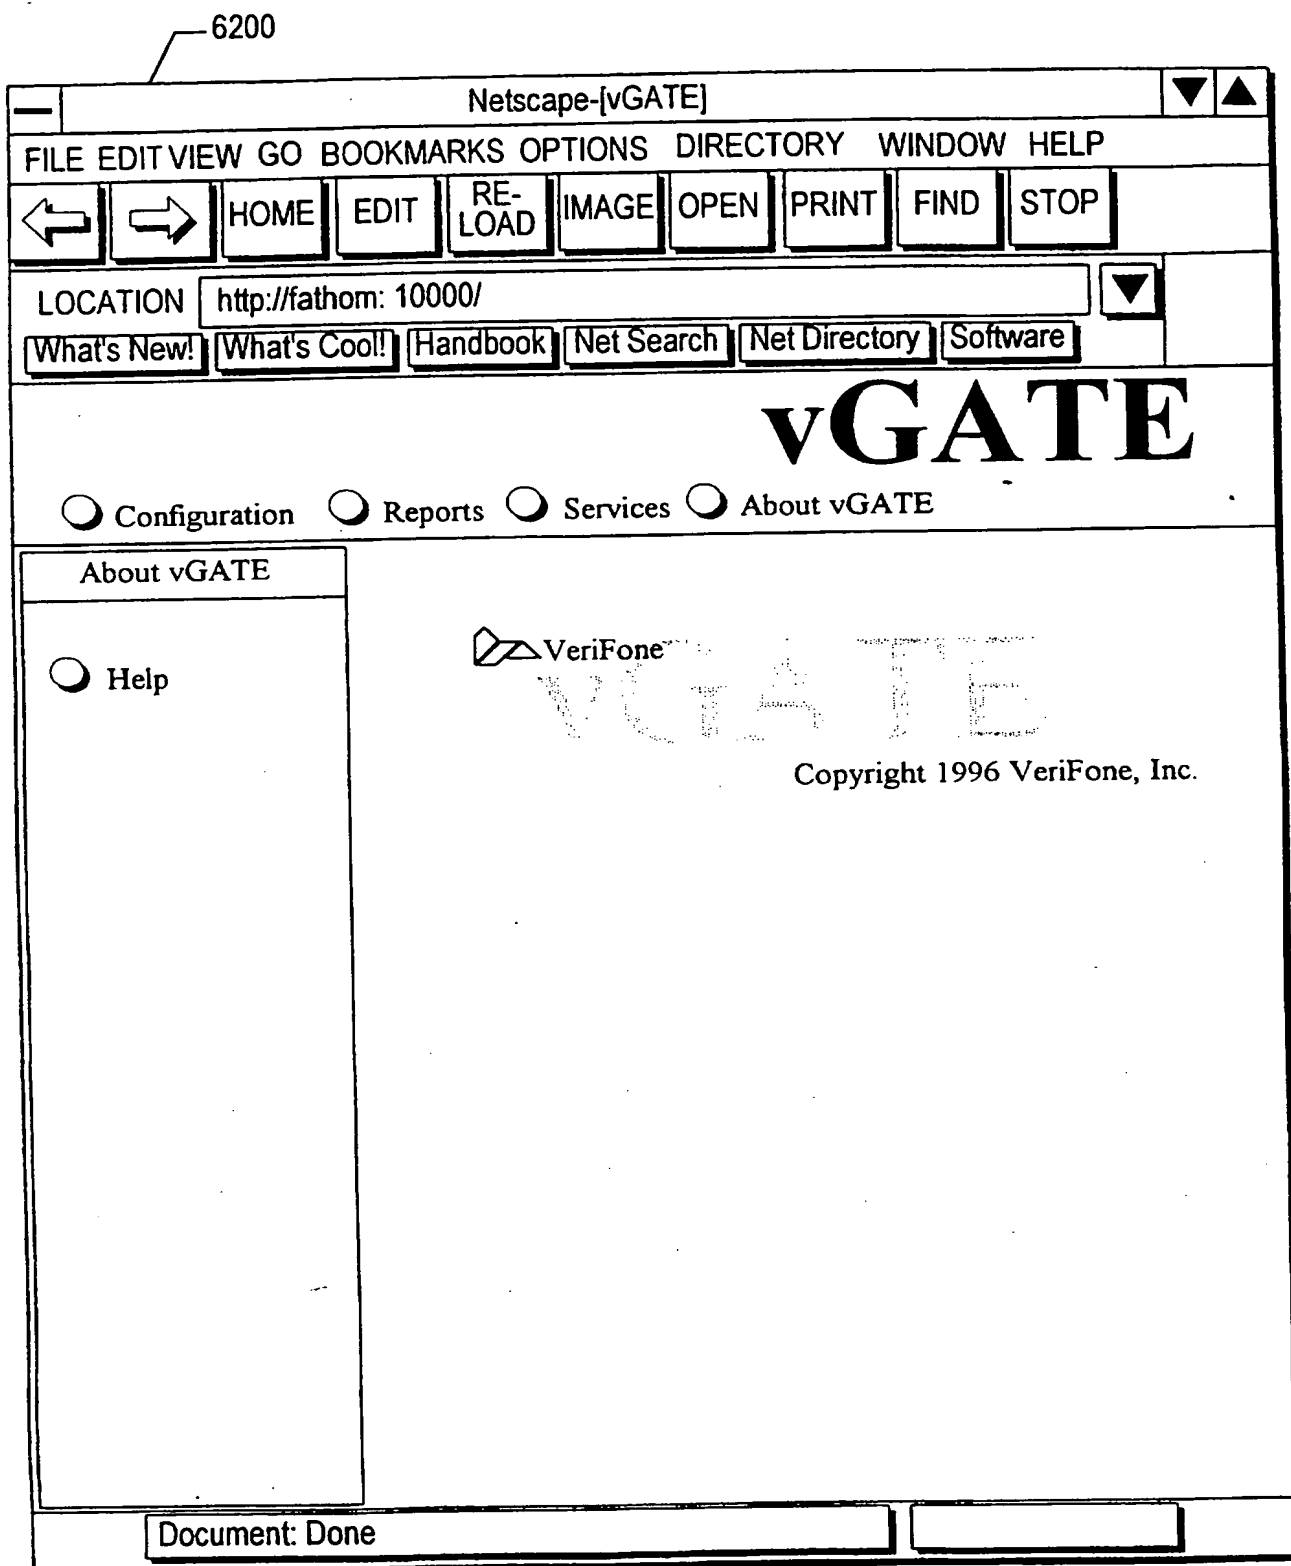 6200
Netscape-[vGATE]
FILE EDIT VIEW GO BOOKMARKS OPTIONS DIRECTORY WINDOW HELP
HOME EDIT RE-LOAD IMAGE OPEN PRINT FIND STOP
LOCATION http://fathom: 10000/
What's New! What's Cool! Handbook Net Search Net Directory Software
vGATE
Configuration Reports Services About vGATE
About vGATE
Help
VeriFone
vGATE
Copyright 1996 VeriFone, Inc.
Document: Done